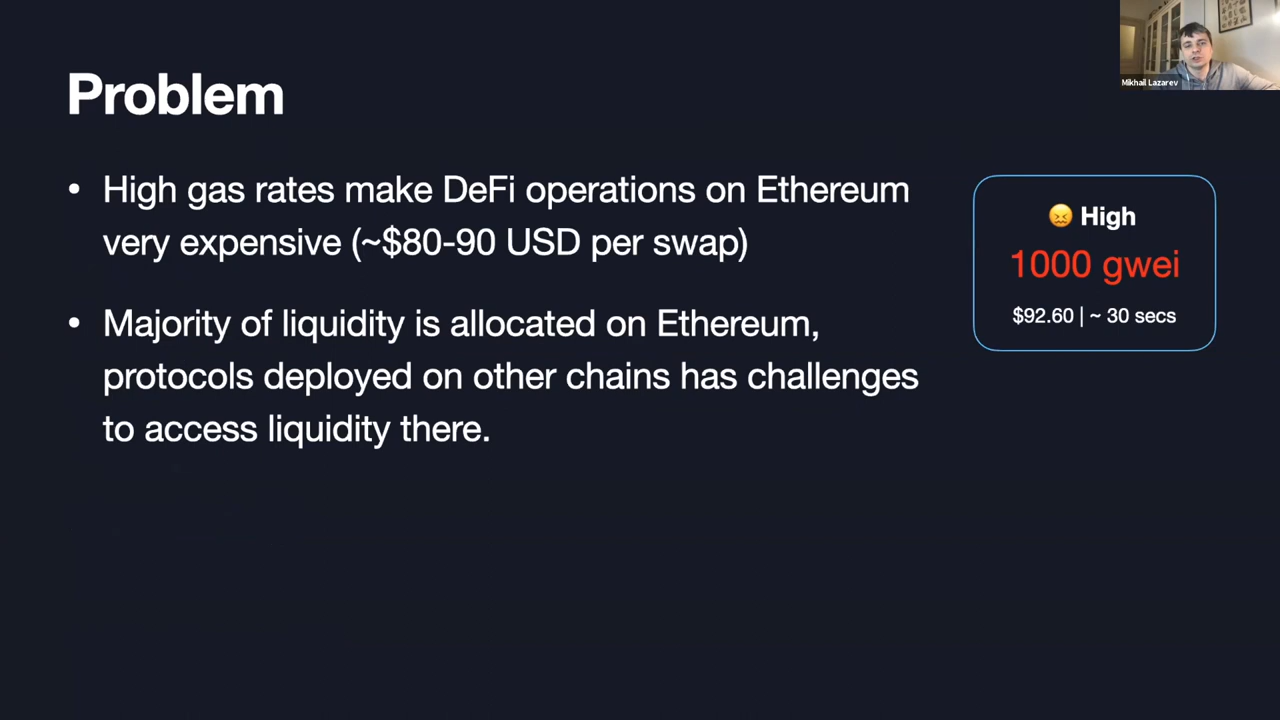 Problem
• High gas rates make DeFi operations on Ethereum
very expensive (~$80-90 USD per swap)
• Majority of liquidity is allocated on Ethereum,
protocols deployed on other chains has challenges
to access liquidity there.
😖 High
1000 gwei
$92.60 | ~ 30 secs
Mikhail Lazarev